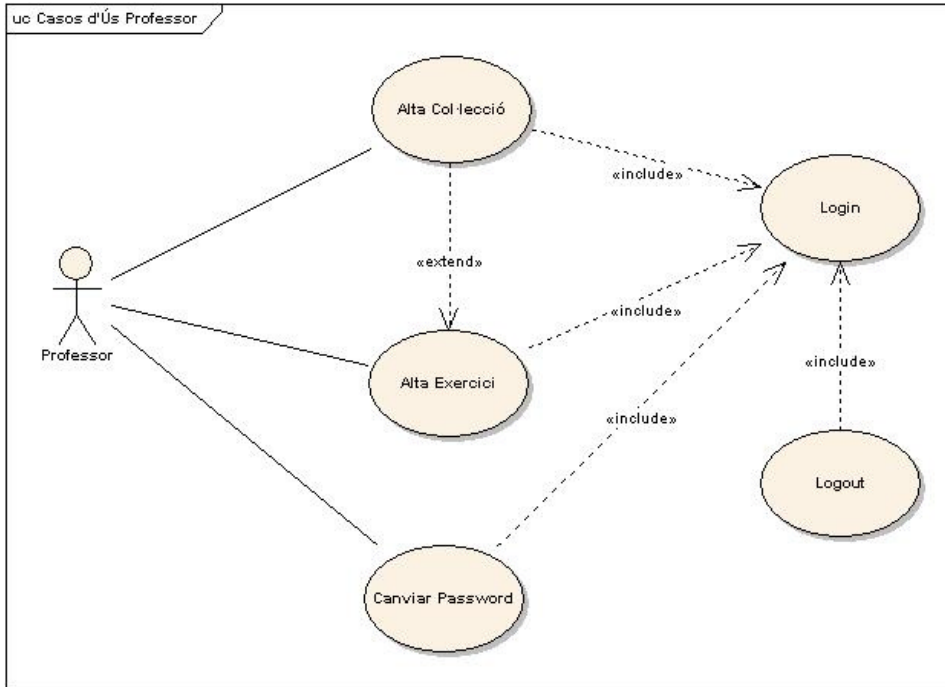 uc Casos d'Ús Professor
Alta Col·lecció
«include»
Login
«extend»
«include»
Professor
Alta Exercici
«include»
«include»
Logout
Canviar Password